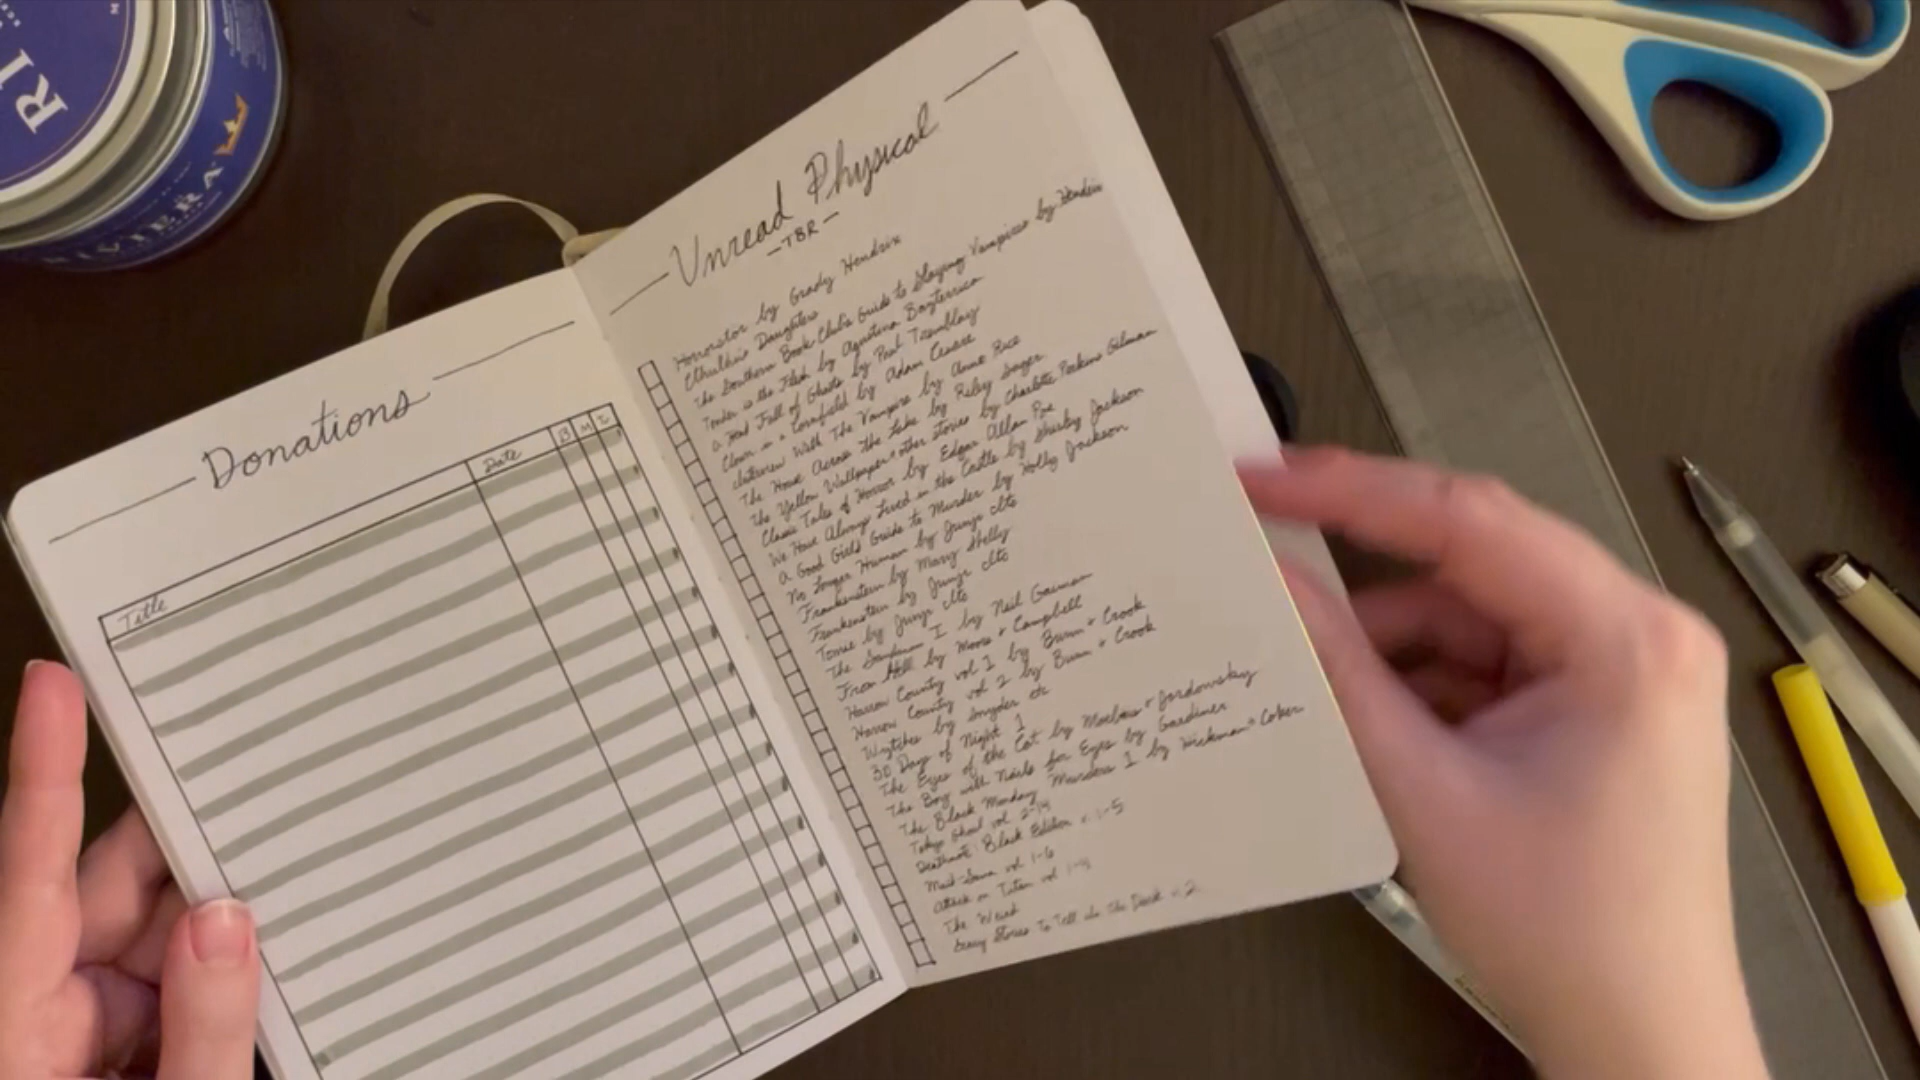 RI
RIVIERA
Donations
Title
Date
B
M
T
Unread Physical
-TBR-
Horrorstor by Grady Hendrix
Cthulhu's Daughters
The Southern Book Club's Guide to Slaying Vampires by Hendrix
Tender is the Flesh by Agustina Bazterrica
A Head Full of Ghosts by Paul Tremblay
Clown in a Cornfield by Adam Cesare
Interview With The Vampire by Anne Rice
The House Across The Lake by Riley Sager
The Yellow Wallpaper + other stories by Charlotte Perkins Gilman
Classic Tales of Horror by Edgar Allan Poe
We Have Always Lived in the Castle by Shirley Jackson
A Good Girl's Guide to Murder by Holly Jackson
No Longer Human by Junji Ito
Frankenstein by Mary Shelly
Frankenstein by Junji Ito
Tomie by Junji Ito
The Sandman 1 by Neil Gaiman
From Hell by Moore + Campbell
Harrow County vol 1 by Bunn + Crook
Harrow County vol 2 by Bunn + Crook
Wytches by Snyder etc
30 Days of Night 1
The Eyes of the Cat by Moebius + Jordowsky
The Boy with Nails for Eyes by Gardiner
The Black Monday Murders 1 by Hickman + Coker
Tokyo Ghoul vol 2-14
Deathnote: Black Edition v. 1-5
vol 1-6
Attack on Titan vol
The Weird
Scary Stories To Tell In The Dark v. 2